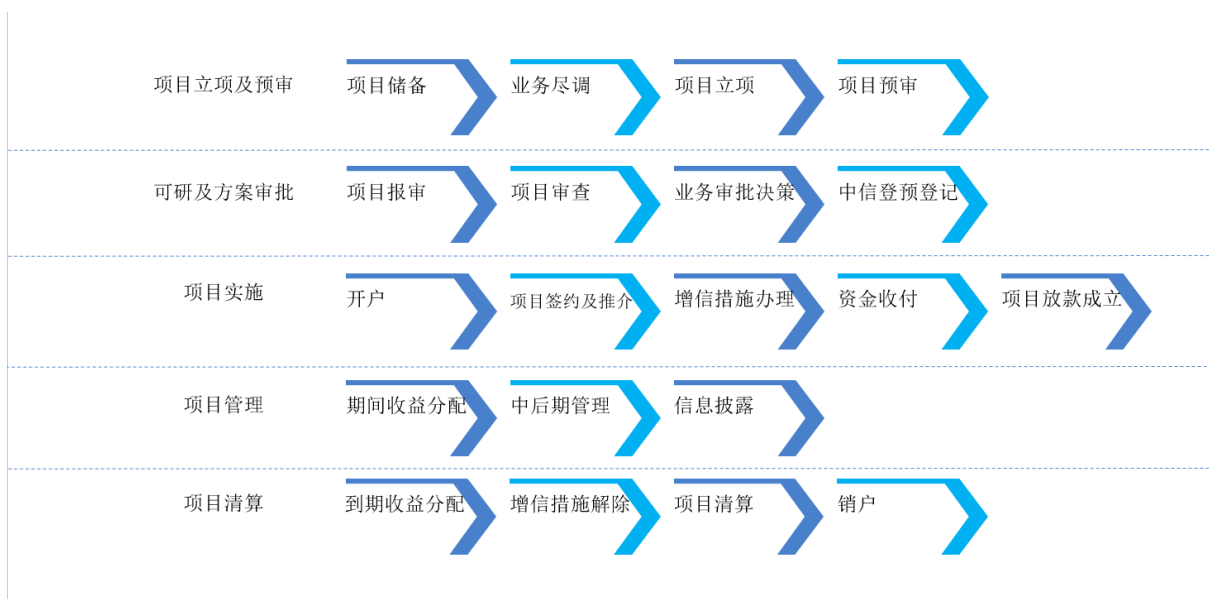 项目立项及预审
项目储备
业务尽调
项目立项
项目预审
可研及方案审批
项目报审
项目审查
业务审批决策
中信登预登记
项目实施
开户
项目签约及推介
增信措施办理
资金收付
项目放款成立
项目管理
期间收益分配
中后期管理
信息披露
项目清算
到期收益分配
增信措施解除
项目清算
销户